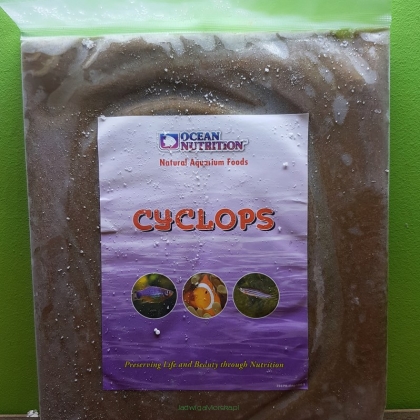 OCEAN
NUTRITION
Natural Aquarium Foods
CYCLOPS
Preserving Life and Beauty through Nutrition